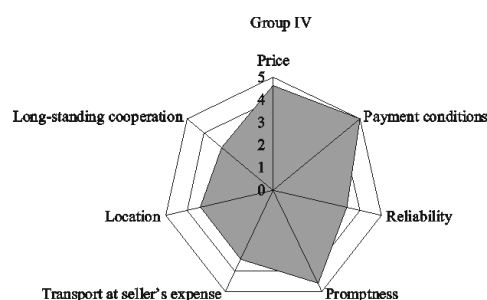 Group IV
Price
5
4
3
2
1
0
Long-standing cooperation
Payment conditions
Location
Reliability
Transport at seller's expense
Promptness